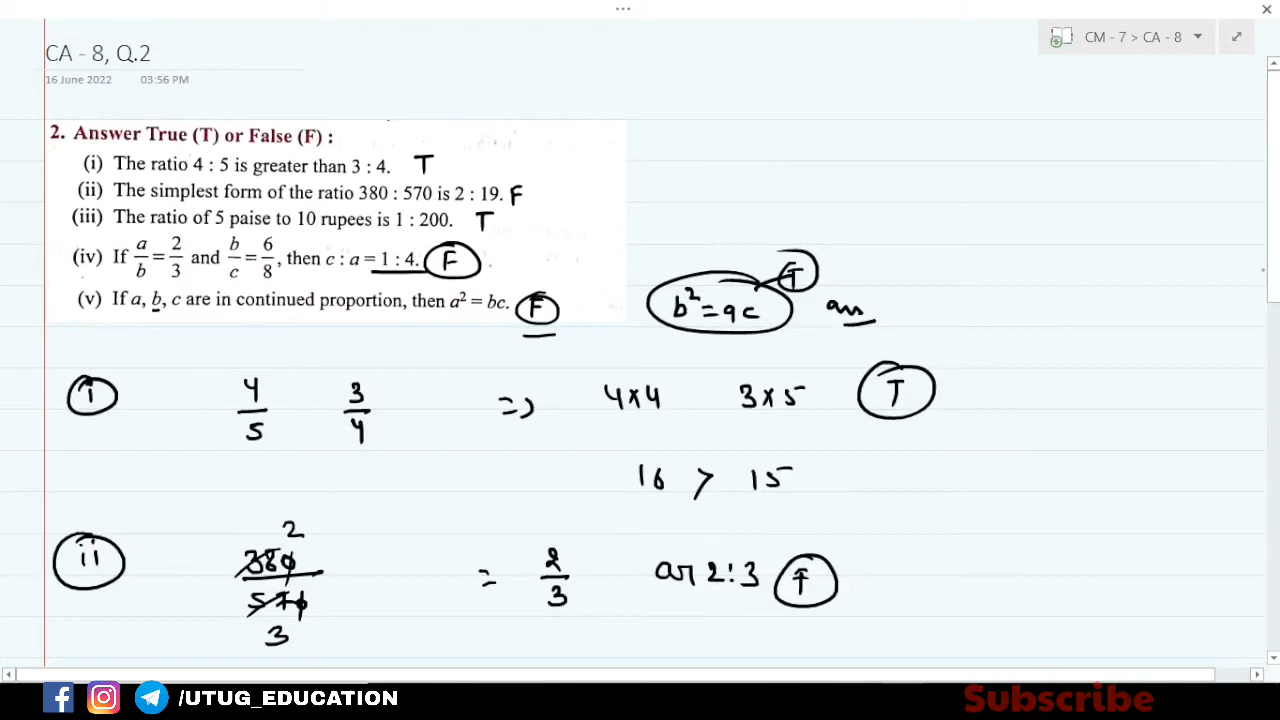 CM - 7 > CA - 8
CA - 8, Q.2
16 June 2022 03:56 PM
2. Answer True (T) or False (F) :
(i) The ratio 4 : 5 is greater than 3 : 4. T
(ii) The simplest form of the ratio 380 : 570 is 2 : 19. F
(iii) The ratio of 5 paise to 10 rupees is 1 : 200. T
(iv) If a/b = 2/3 and b/c = 6/8, then c : a = 1 : 4. F
(v) If a, b, c are in continued proportion, then a² = bc. F
b² = ac T ans
i 4/5 3/4 => 4×4 3×5 T
16 > 15
2
ii 380/570 = 2/3 or 2:3 F
3
/UTUG_EDUCATION
Subscribe